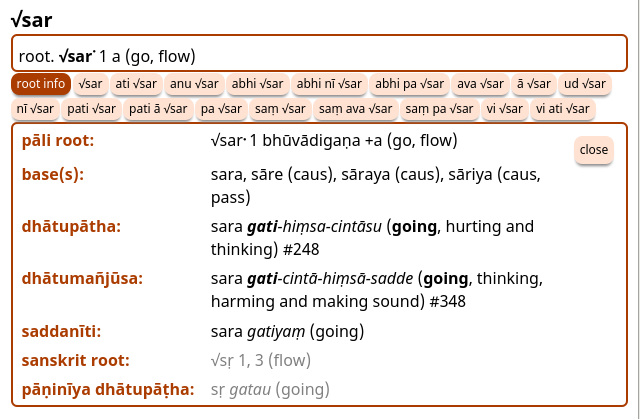 √sar
root. √sar･1 a (go, flow)
root info √sar ati √sar anu √sar abhi √sar abhi nī √sar abhi pa √sar ava √sar ā √sar ud √sar
nī √sar pati √sar pati ā √sar pa √sar saṃ √sar saṃ ava √sar saṃ pa √sar vi √sar vi ati √sar
pāli root: √sar･1 bhūvādigaṇa +a (go, flow) close
base(s): sara, sāre (caus), sāraya (caus), sāriya (caus,
pass)
dhātupātha: sara gati-hiṃsa-cintāsu (going, hurting and
thinking) #248
dhātumañjūsa: sara gati-cintā-hiṃsā-sadde (going, thinking,
harming and making sound) #348
saddanīti: sara gatiyaṃ (going)
sanskrit root: √sṛ 1, 3 (flow)
pāṇinīya dhātupāṭha: sṛ gatau (going)